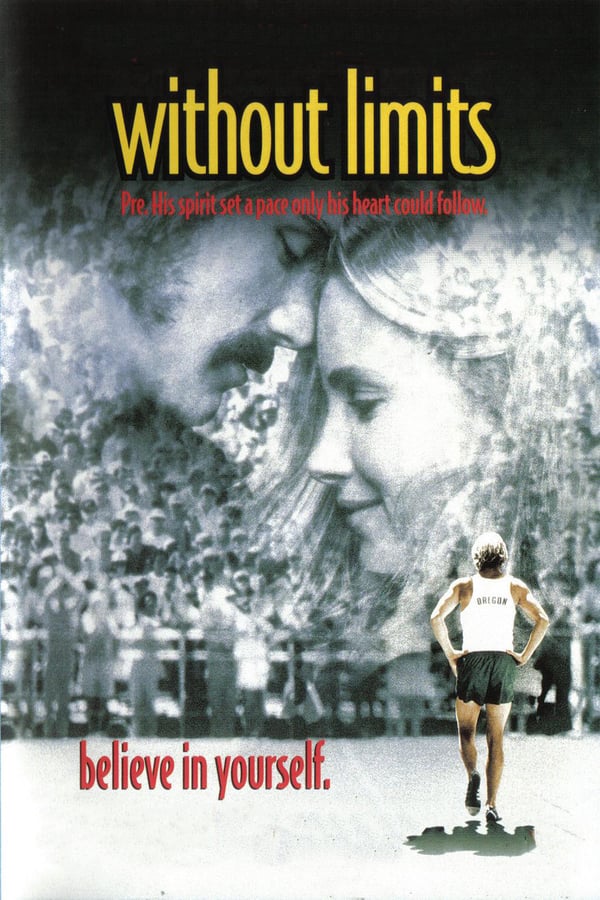 without limits
Pre. His spirit set a pace only his heart could follow.
OREGON
believe in yourself.